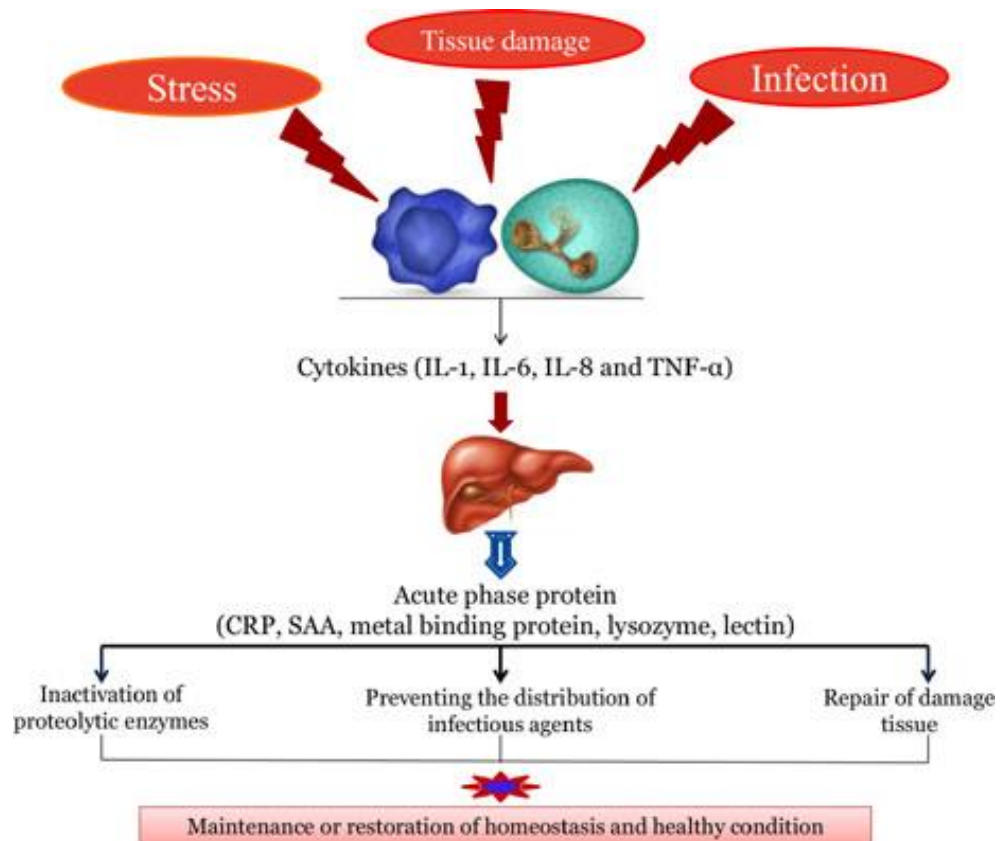 Tissue damage
Stress
Infection
Cytokines (IL-1, IL-6, IL-8 and TNF-α)
Acute phase protein
(CRP, SAA, metal binding protein, lysozyme, lectin)
Inactivation of
proteolytic enzymes
Preventing the distribution of
infectious agents
Repair of damage
tissue
Maintenance or restoration of homeostasis and healthy condition